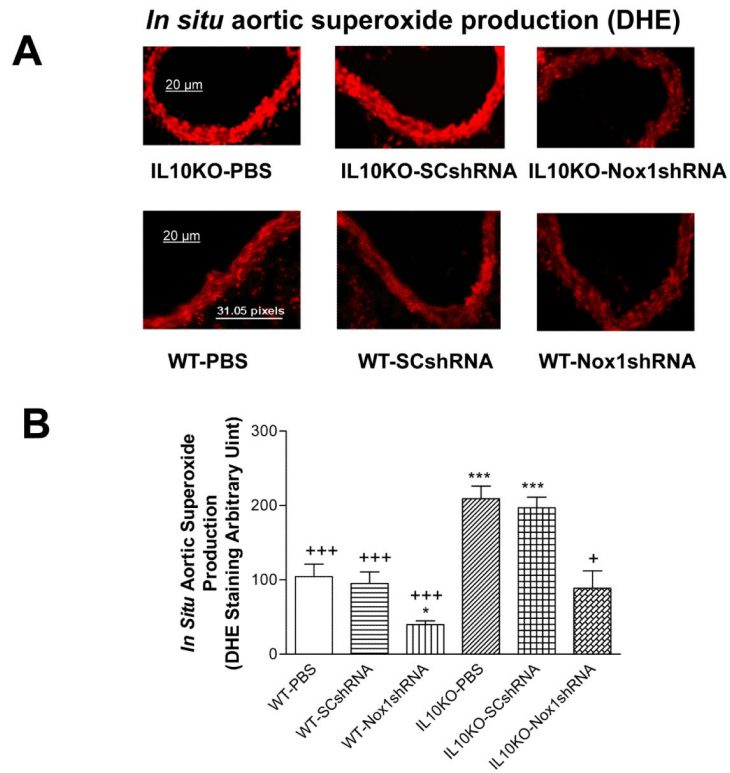 In situ aortic superoxide production (DHE)
A
20 µm
IL10KO-PBS IL10KO-SCshRNA IL10KO-Nox1shRNA
20 µm
31.05 pixels
WT-PBS WT-SCshRNA WT-Nox1shRNA
B
In Situ Aortic Superoxide
Production
(DHE Staining Arbitrary Uint)
300
200
100
0
+++
+++
+++
*
***
***
+
WT-PBS
WT-SCshRNA
WT-Nox1shRNA
IL10KO-PBS
IL10KO-SCshRNA
IL10KO-Nox1shRNA